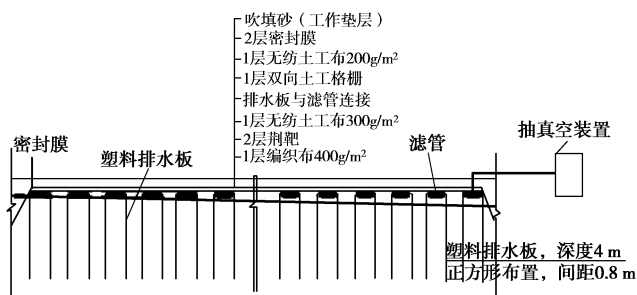 吹填砂（工作垫层）
2层密封膜
1层无纺土工布200g/m²
1层双向土工格栅
排水板与滤管连接
1层无纺土工布300g/m²
2层荆靶
1层编织布400g/m²
密封膜
塑料排水板
滤管
抽真空装置
塑料排水板，深度4 m
正方形布置，间距0.8 m